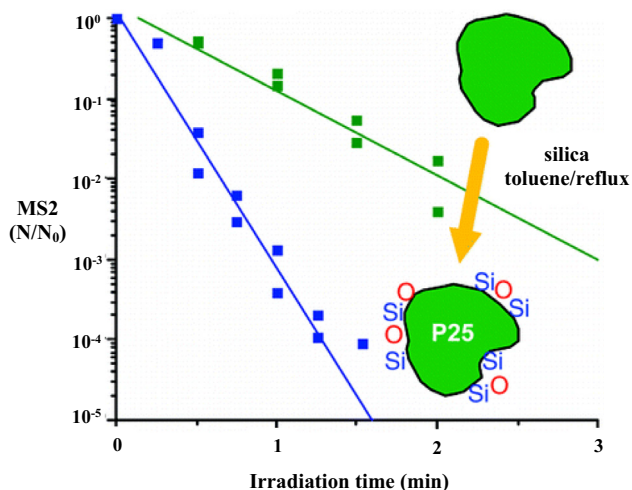 10⁰
10⁻¹
10⁻²
10⁻³
10⁻⁴
10⁻⁵
MS2
(N/N₀)
0
1
2
3
Irradiation time (min)
silica
toluene/reflux
Si
O
Si
O
Si
O
Si
P25
Si
Si
O